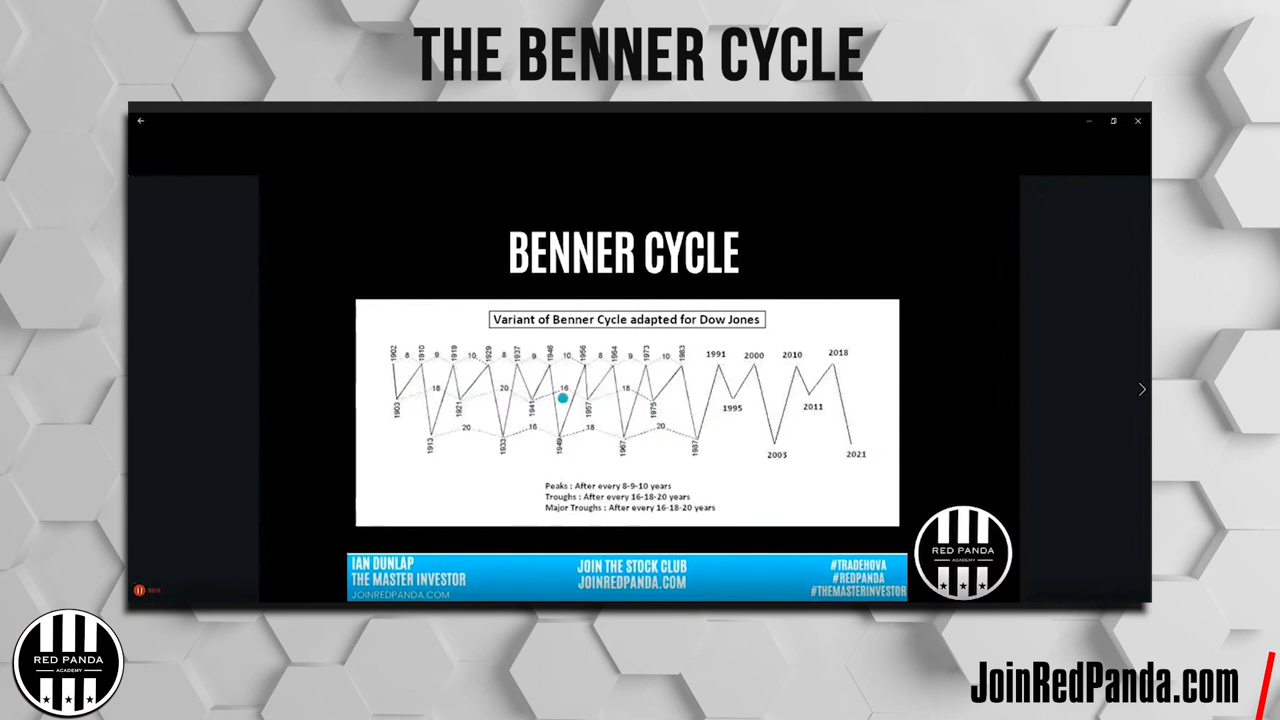 THE BENNER CYCLE
BENNER CYCLE
Variant of Benner Cycle adapted for Dow Jones
1902 8 1910 9 1919 10 1929 8 1937 9 1946 10 1956 8 1964 9 1973 10 1983 1991 2000 2010 2018
18 20 16 18
1903 1921 1941 1957 1975 1995 2011
20 16 18 20
1913 1933 1949 1967 1987 2003 2021
Peaks : After every 8-9-10 years
Troughs : After every 16-18-20 years
Major Troughs : After every 16-18-20 years
IAN DUNLAP
THE MASTER INVESTOR
JOINREDPANDA.COM
JOIN THE STOCK CLUB
JOINREDPANDA.COM
#TRADEHOVA
#REDPANDA
#THEMASTERINVESTOR
RED PANDA
ACADEMY
RED PANDA
ACADEMY
JoinRedPanda.com